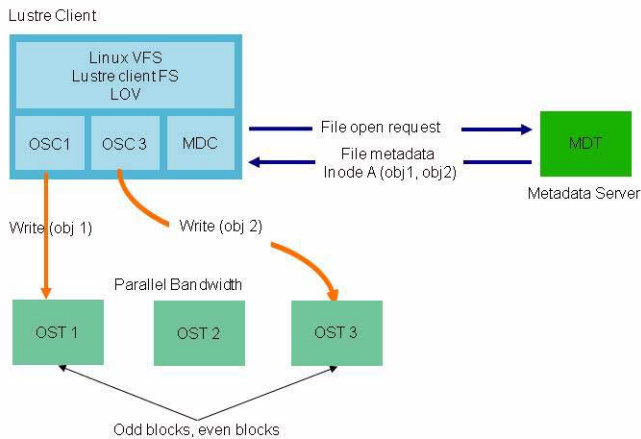 Lustre Client
Linux VFS
Lustre client FS
LOV
OSC1
OSC 3
MDC
File open request
File metadata
Inode A (obj1, obj2)
MDT
Metadata Server
Write (obj 1)
Write (obj 2)
Parallel Bandwidth
OST 1
OST 2
OST 3
Odd blocks, even blocks